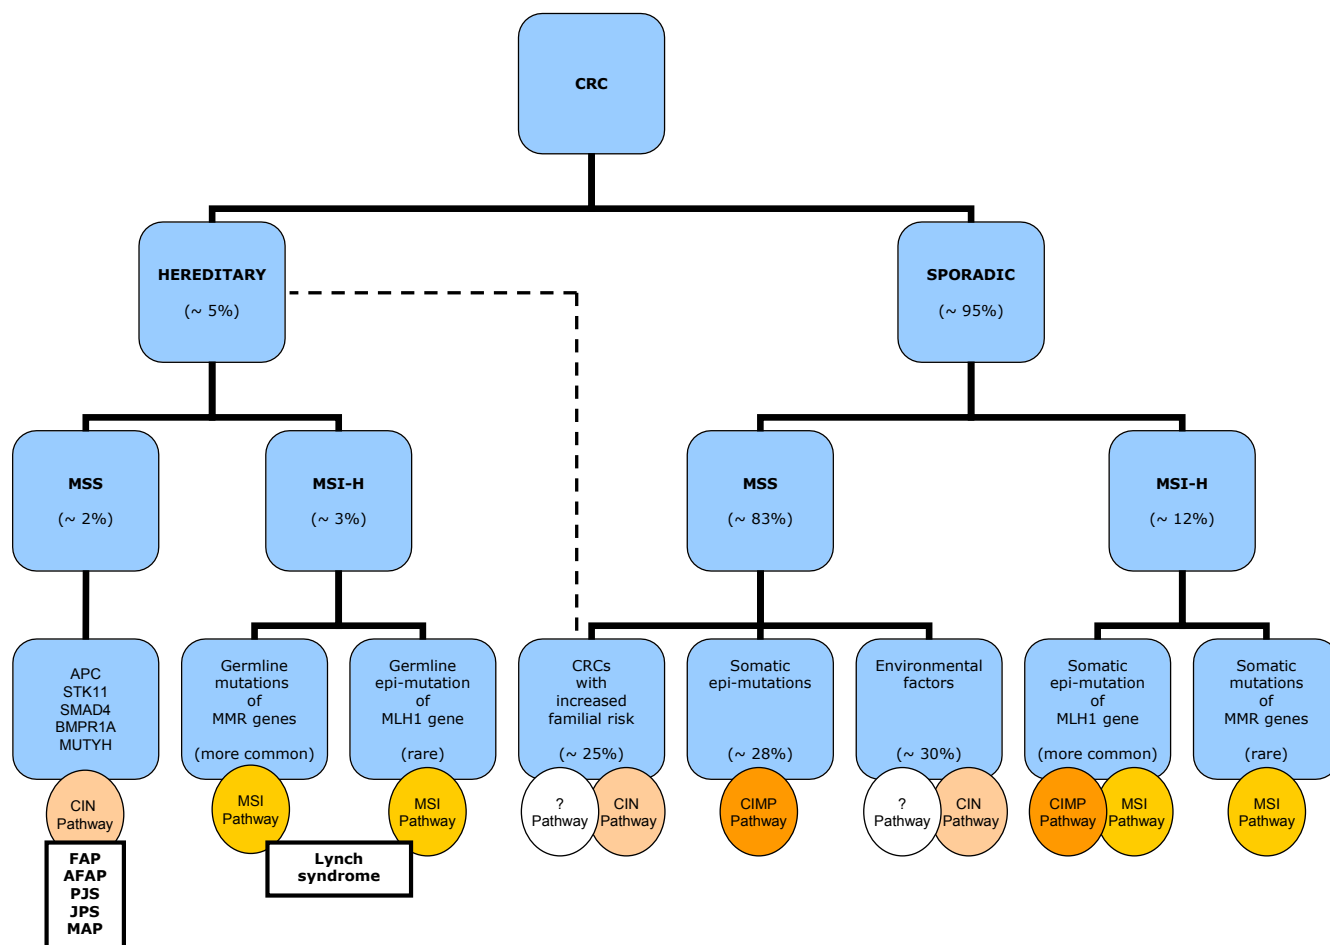 CRC
HEREDITARY
(~ 5%)
SPORADIC
(~ 95%)
MSS
(~ 2%)
MSI-H
(~ 3%)
MSS
(~ 83%)
MSI-H
(~ 12%)
APC
STK11
SMAD4
BMPR1A
MUTYH
Germline
mutations
of
MMR genes
(more common)
Germline
epi-mutation
of
MLH1 gene
(rare)
CRCs
with
increased
familial risk
(~ 25%)
Somatic
epi-mutations
(~ 28%)
Environmental
factors
(~ 30%)
Somatic
epi-mutation
of
MLH1 gene
(more common)
Somatic
mutations
of
MMR genes
(rare)
CIN
Pathway
MSI
Pathway
MSI
Pathway
?
Pathway
CIN
Pathway
CIMP
Pathway
?
Pathway
CIN
Pathway
CIMP
Pathway
MSI
Pathway
MSI
Pathway
FAP
AFAP
PJS
JPS
MAP
Lynch
syndrome